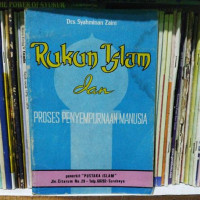 Drs. Syahminan Zaini
Rukun Islam
dan
PROSES PENYEMPURNAAN MANUSIA
penerbit "PUSTAKA ISLAM"